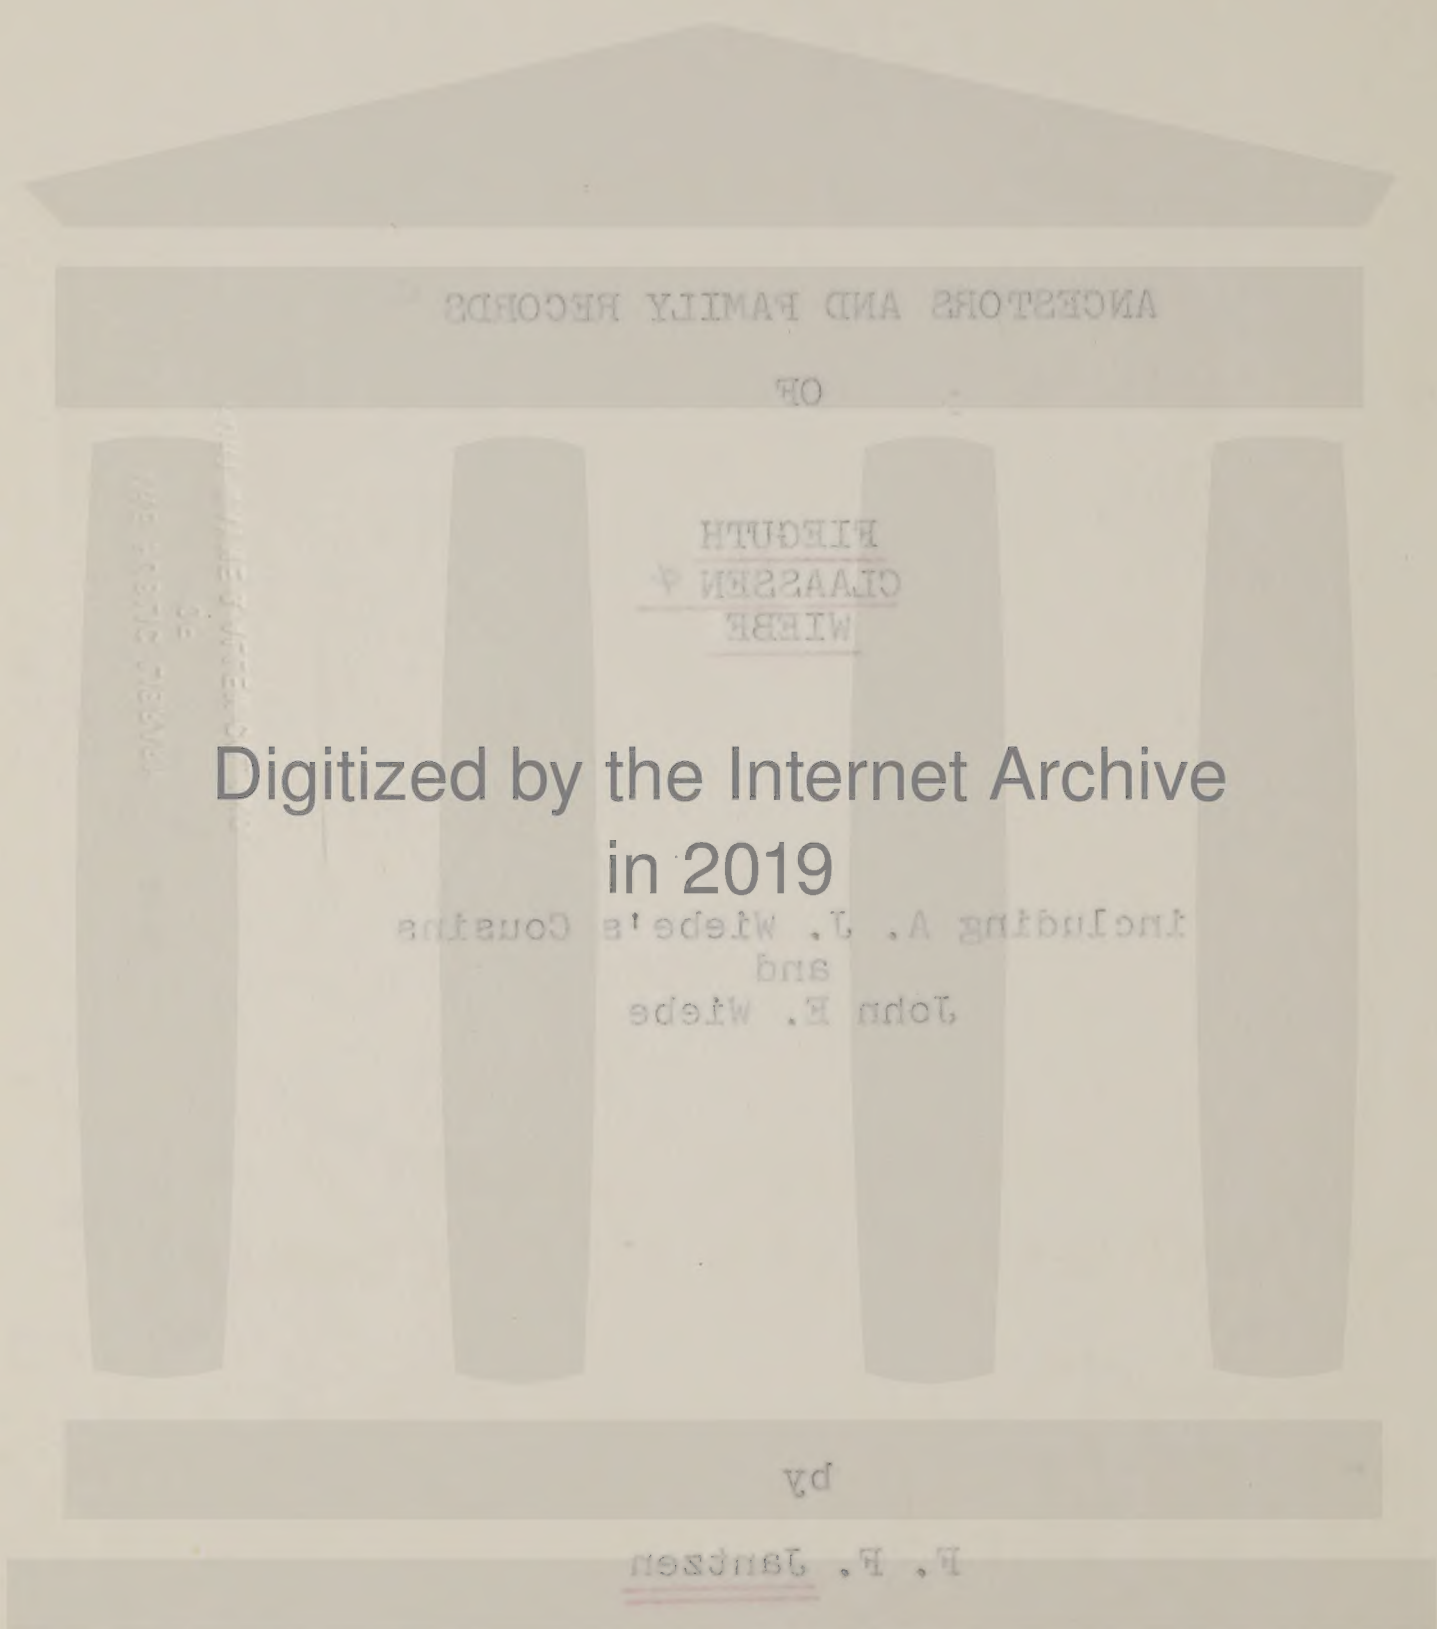 ANCESTORS AND FAMILY RECORDS
OF
FIEGUTH
CLAASSEN &
WIEBE
Digitized by the Internet Archive
in 2019
including A. J. Wiebe's Cousins
and
John E. Wiebe
by
F. F. Jantzen